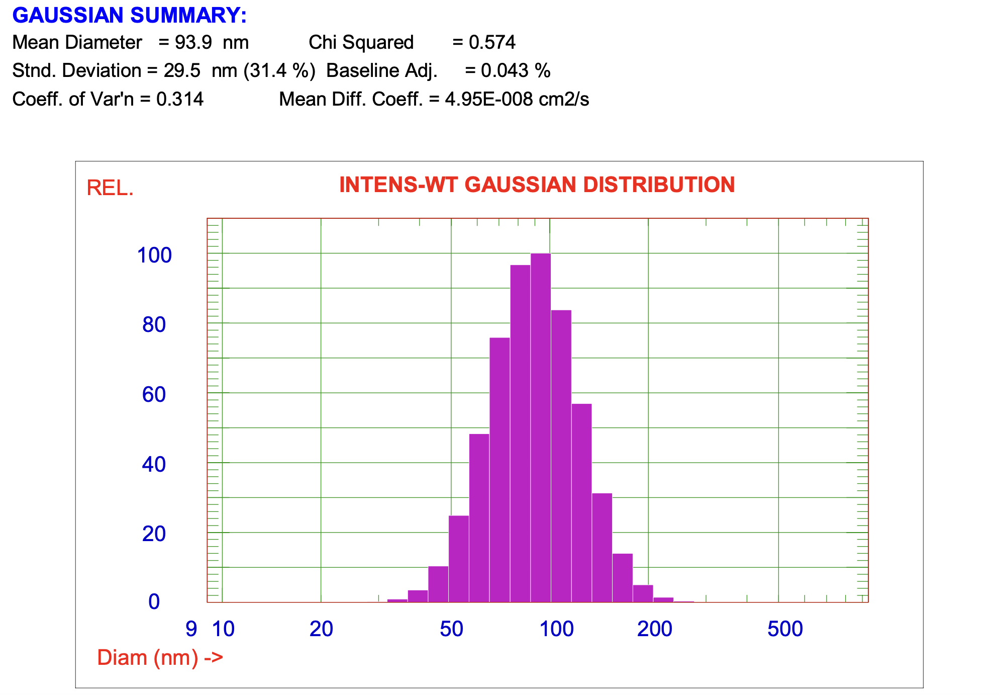 GAUSSIAN SUMMARY:
Mean Diameter = 93.9 nm Chi Squared = 0.574
Stnd. Deviation = 29.5 nm (31.4 %) Baseline Adj. = 0.043 %
Coeff. of Var'n = 0.314 Mean Diff. Coeff. = 4.95E-008 cm2/s
REL. INTENS-WT GAUSSIAN DISTRIBUTION
100
80
60
40
20
0
9 10 20 50 100 200 500
Diam (nm) ->